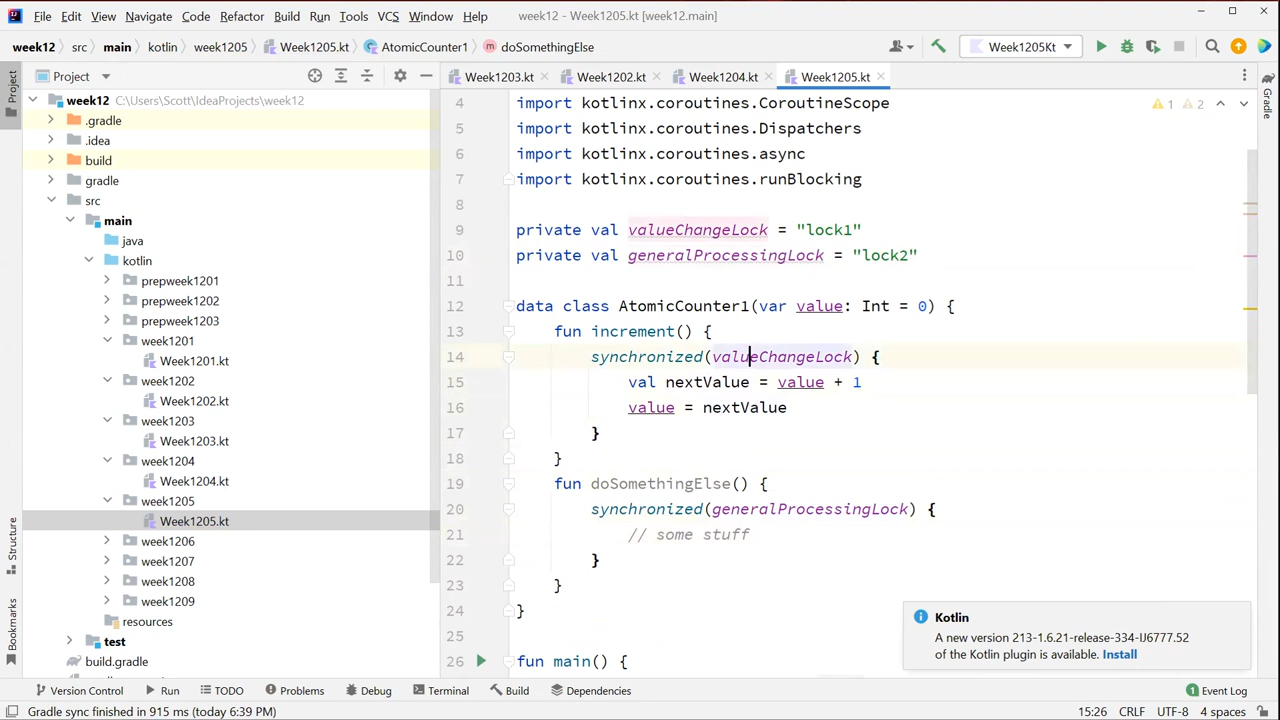 File Edit View Navigate Code Refactor Build Run Tools VCS Window Help week12 - src [week12.main]
week12 src main kotlin week1205 Week1205.kt AtomicCounter1 doSomethingElse Week1205Kt
Project
Week1203.kt Week1202.kt Week1204.kt Week1205.kt
Project
Structure
Bookmarks
Gradle
week12 C:\Users\Scott\IdeaProjects\week12
.gradle
.idea
build
gradle
src
main
java
kotlin
prepweek1201
prepweek1202
prepweek1203
week1201
Week1201.kt
week1202
Week1202.kt
week1203
Week1203.kt
week1204
Week1204.kt
week1205
Week1205.kt
week1206
week1207
week1208
week1209
resources
test
build.gradle
1 2
4 import kotlinx.coroutines.CoroutineScope
5 import kotlinx.coroutines.Dispatchers
6 import kotlinx.coroutines.async
7 import kotlinx.coroutines.runBlocking
8
9 private val valueChangeLock = "lock1"
10 private val generalProcessingLock = "lock2"
11
12 data class AtomicCounter1(var value: Int = 0) {
13 fun increment() {
14 synchronized(valueChangeLock) {
15 val nextValue = value + 1
16 value = nextValue
17 }
18 }
19 fun doSomethingElse() {
20 synchronized(generalProcessingLock) {
21 // some stuff
22 }
23 }
24 }
25
26 fun main() {
Kotlin
A new version 213-1.6.21-release-334-IJ6777.52
of the Kotlin plugin is available. Install
Version Control Run TODO Problems Debug Terminal Build Dependencies 1 Event Log
Gradle sync finished in 915 ms (today 6:39 PM) 15:26 CRLF UTF-8 4 spaces